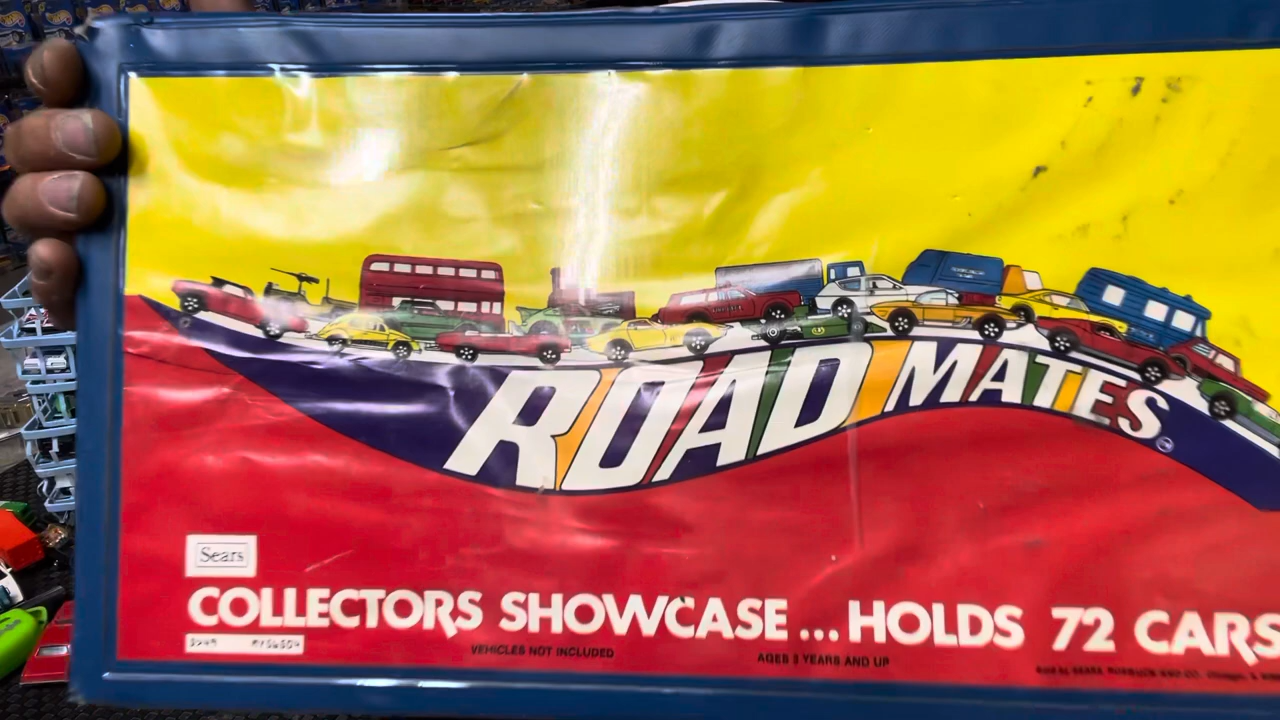 ROAD MATES
Sears
COLLECTORS SHOWCASE ... HOLDS 72 CARS
VEHICLES NOT INCLUDED
AGES 3 YEARS AND UP